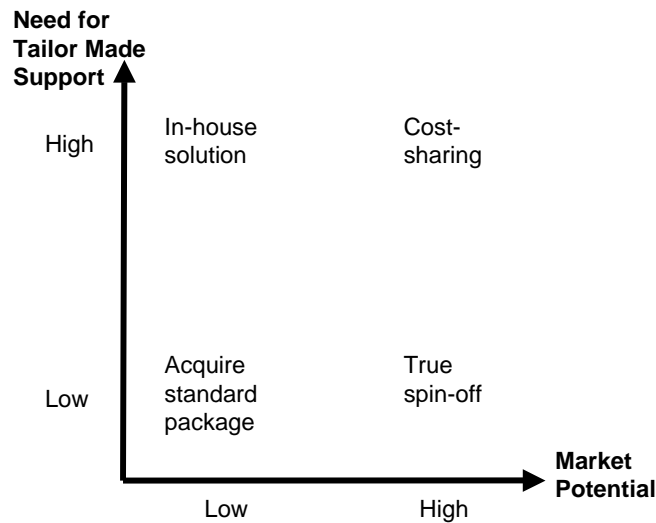 Need for
Tailor Made
Support
High
In-house
solution
Cost-
sharing
Low
Acquire
standard
package
True
spin-off
Market
Potential
Low
High